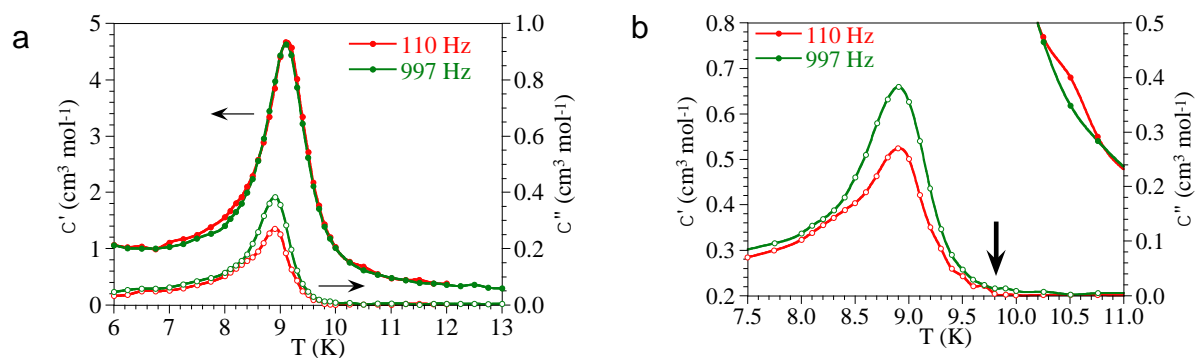 a
5
4
3
2
1
0
C' (cm³ mol⁻¹)
1.0
0.8
0.6
0.4
0.2
0.0
C'' (cm³ mol⁻¹)
110 Hz
997 Hz
6 7 8 9 10 11 12 13
T (K)
b
0.8
0.7
0.6
0.5
0.4
0.3
0.2
C' (cm³ mol⁻¹)
0.5
0.4
0.3
0.2
0.1
0.0
C'' (cm³ mol⁻¹)
110 Hz
997 Hz
7.5 8.0 8.5 9.0 9.5 10.0 10.5 11.0
T (K)